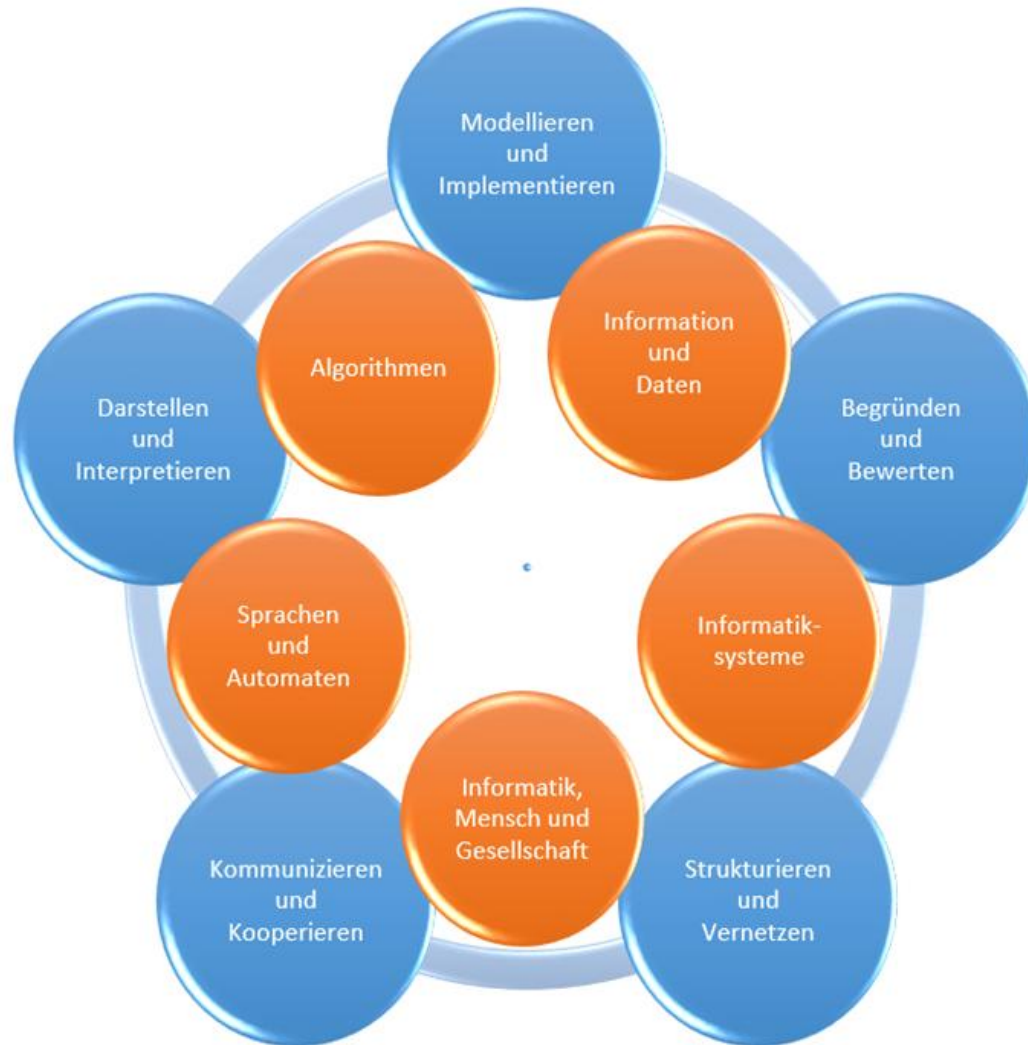 Modellieren
und
Implementieren
Information
und
Daten
Algorithmen
Darstellen
und
Interpretieren
Begründen
und
Bewerten
Sprachen
und
Automaten
Informatik-
systeme
Informatik,
Mensch und
Gesellschaft
Kommunizieren
und
Kooperieren
Strukturieren
und
Vernetzen